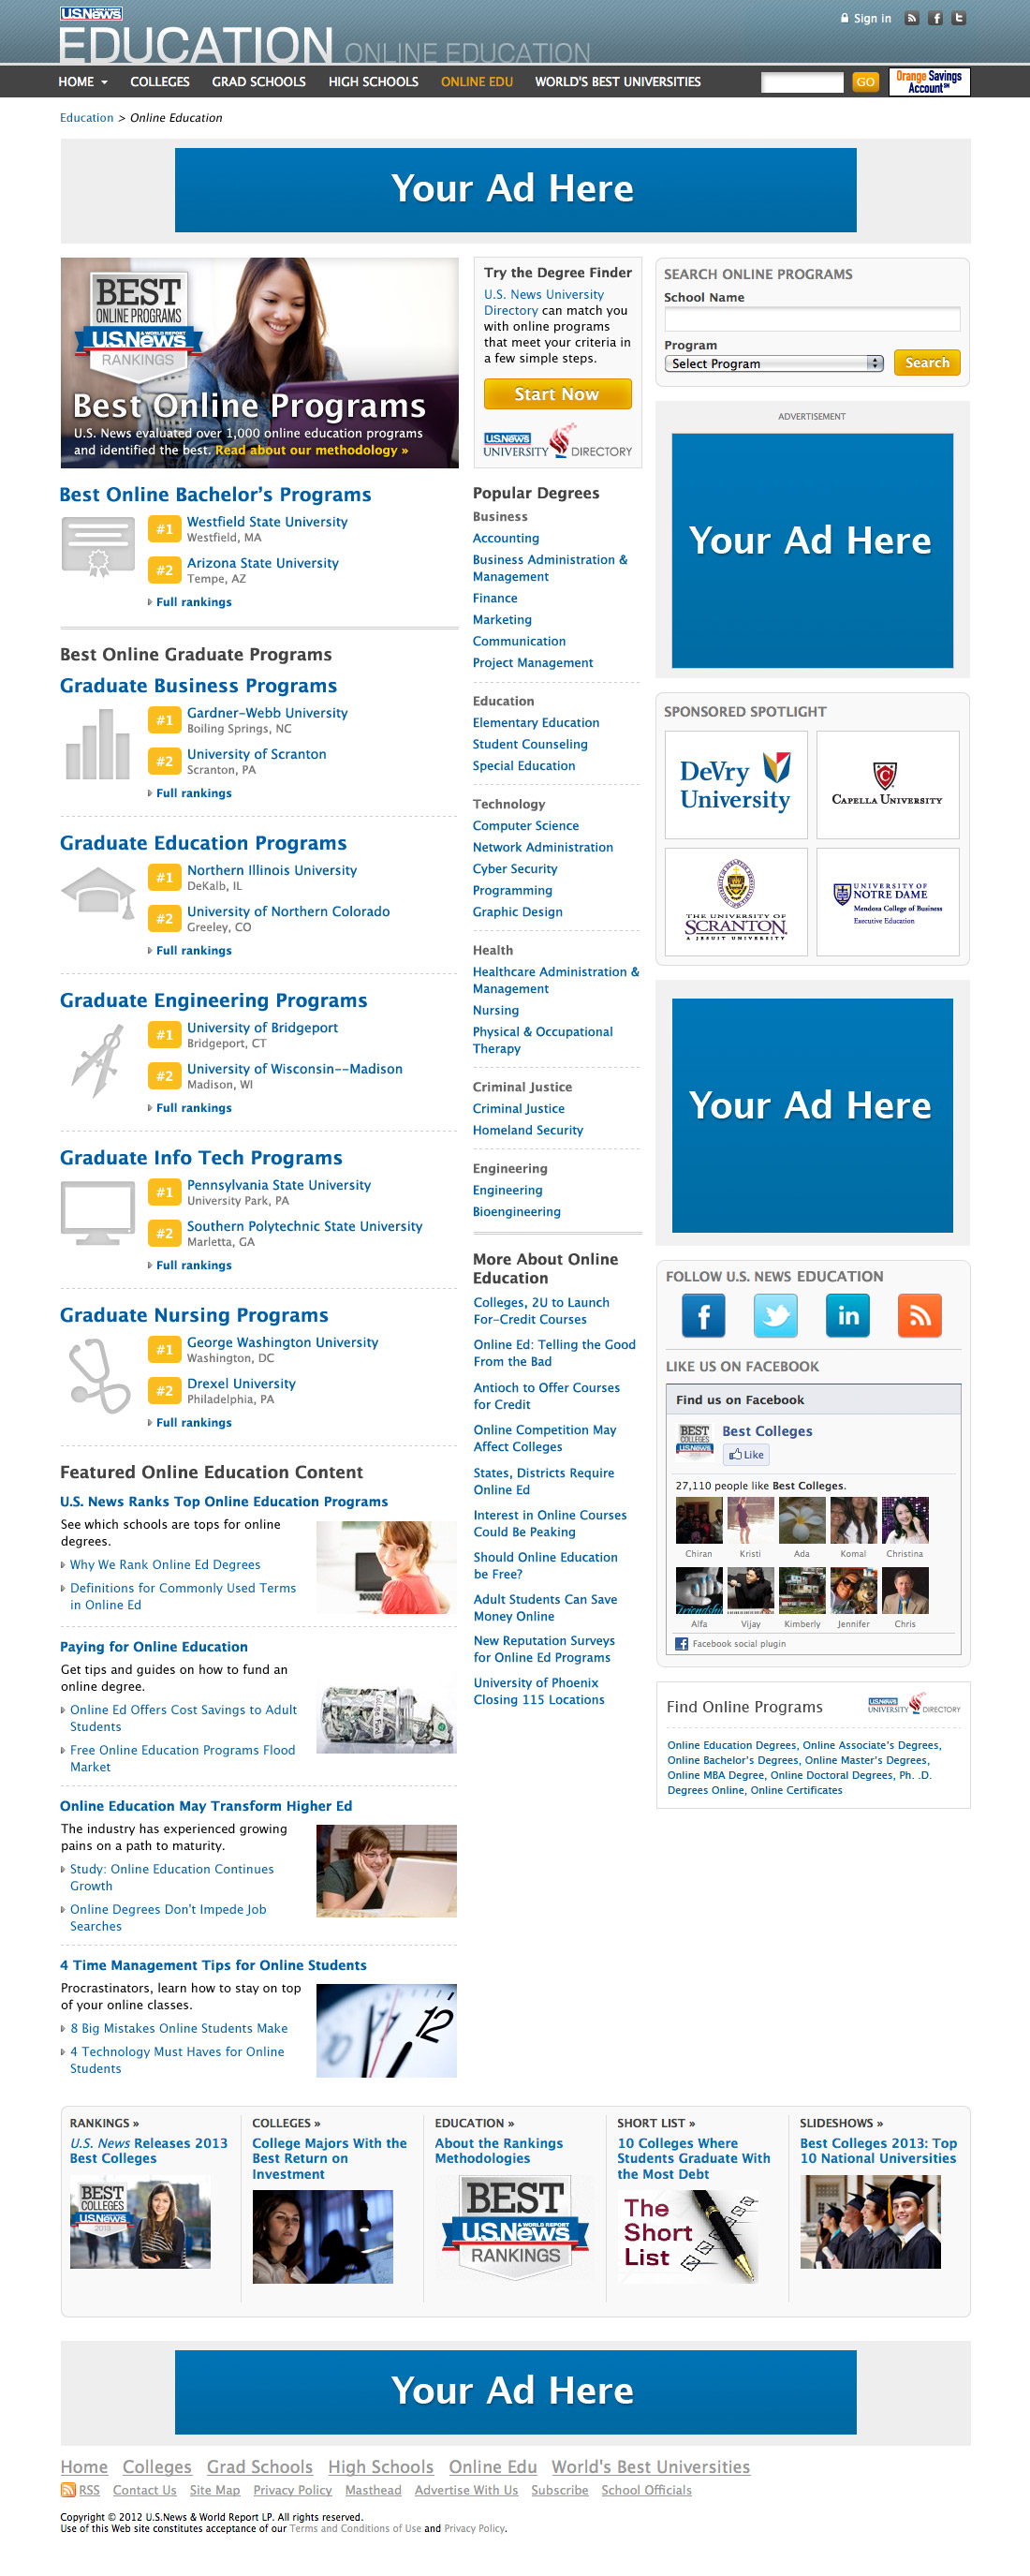 U.S.News
EDUCATION ONLINE EDUCATION
Sign in
HOME COLLEGES GRAD SCHOOLS HIGH SCHOOLS ONLINE EDU WORLD'S BEST UNIVERSITIES GO Orange Savings Account SM
Education > Online Education
Your Ad Here
BEST
ONLINE PROGRAMS
U.S.News & WORLD REPORT
RANKINGS
Best Online Programs
U.S. News evaluated over 1,000 online education programs
and identified the best. Read about our methodology »
Best Online Bachelor's Programs
#1 Westfield State University
Westfield, MA
#2 Arizona State University
Tempe, AZ
Full rankings
Best Online Graduate Programs
Graduate Business Programs
#1 Gardner-Webb University
Boiling Springs, NC
#2 University of Scranton
Scranton, PA
Full rankings
Graduate Education Programs
#1 Northern Illinois University
DeKalb, IL
#2 University of Northern Colorado
Greeley, CO
Full rankings
Graduate Engineering Programs
#1 University of Bridgeport
Bridgeport, CT
#2 University of Wisconsin--Madison
Madison, WI
Full rankings
Graduate Info Tech Programs
#1 Pennsylvania State University
University Park, PA
#2 Southern Polytechnic State University
Marletta, GA
Full rankings
Graduate Nursing Programs
#1 George Washington University
Washington, DC
#2 Drexel University
Philadelphia, PA
Full rankings
Featured Online Education Content
U.S. News Ranks Top Online Education Programs
See which schools are tops for online
degrees.
Why We Rank Online Ed Degrees
Definitions for Commonly Used Terms
in Online Ed
Paying for Online Education
Get tips and guides on how to fund an
online degree.
Online Ed Offers Cost Savings to Adult
Students
Free Online Education Programs Flood
Market
Online Education May Transform Higher Ed
The industry has experienced growing
pains on a path to maturity.
Study: Online Education Continues
Growth
Online Degrees Don't Impede Job
Searches
4 Time Management Tips for Online Students
Procrastinators, learn how to stay on top
of your online classes.
8 Big Mistakes Online Students Make
4 Technology Must Haves for Online
Students
12
Try the Degree Finder
U.S. News University
Directory can match you
with online programs
that meet your criteria in
a few simple steps.
Start Now
U.S.News
UNIVERSITY DIRECTORY
Popular Degrees
Business
Accounting
Business Administration &
Management
Finance
Marketing
Communication
Project Management
Education
Elementary Education
Student Counseling
Special Education
Technology
Computer Science
Network Administration
Cyber Security
Programming
Graphic Design
Health
Healthcare Administration &
Management
Nursing
Physical & Occupational
Therapy
Criminal Justice
Criminal Justice
Homeland Security
Engineering
Engineering
Bioengineering
More About Online
Education
Colleges, 2U to Launch
For-Credit Courses
Online Ed: Telling the Good
From the Bad
Antioch to Offer Courses
for Credit
Online Competition May
Affect Colleges
States, Districts Require
Online Ed
Interest in Online Courses
Could Be Peaking
Should Online Education
be Free?
Adult Students Can Save
Money Online
New Reputation Surveys
for Online Ed Programs
University of Phoenix
Closing 115 Locations
SEARCH ONLINE PROGRAMS
School Name
Program
Select Program Search
ADVERTISEMENT
Your Ad Here
SPONSORED SPOTLIGHT
DeVry
University
CAPELLA UNIVERSITY
THE UNIVERSITY OF
SCRANTON
A JESUIT UNIVERSITY
UNIVERSITY OF
NOTRE DAME
Mendoza College of Business
Executive Education
Your Ad Here
FOLLOW U.S. NEWS EDUCATION
LIKE US ON FACEBOOK
Find us on Facebook
BEST
COLLEGES
U.S.News
Best Colleges
Like
27,110 people like Best Colleges.
Chiran Kristi Ada Komal Christina
Friendship
Alfa Vijay Kimberly Jennifer Chris
Facebook social plugin
Find Online Programs
U.S.News
UNIVERSITY DIRECTORY
Online Education Degrees, Online Associate's Degrees,
Online Bachelor's Degrees, Online Master's Degrees,
Online MBA Degree, Online Doctoral Degrees, Ph. .D.
Degrees Online, Online Certificates
RANKINGS »
U.S. News Releases 2013
Best Colleges
BEST
COLLEGES
U.S.News
2013
COLLEGES »
College Majors With the
Best Return on
Investment
EDUCATION »
About the Rankings
Methodologies
BEST
U.S.News & WORLD REPORT
RANKINGS
SHORT LIST »
10 Colleges Where
Students Graduate With
the Most Debt
The
Short
List
SLIDESHOWS »
Best Colleges 2013: Top
10 National Universities
Your Ad Here
Home Colleges Grad Schools High Schools Online Edu World's Best Universities
RSS Contact Us Site Map Privacy Policy Masthead Advertise With Us Subscribe School Officials
Copyright © 2012 U.S.News & World Report LP. All rights reserved.
Use of this Web site constitutes acceptance of our Terms and Conditions of Use and Privacy Policy.